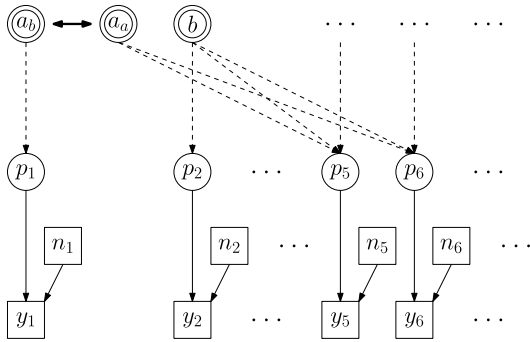 a_b a_a b ... ... ...
p_1 p_2 ... p_5 p_6 ...
n_1 n_2 ... n_5 n_6 ...
y_1 y_2 ... y_5 y_6 ...